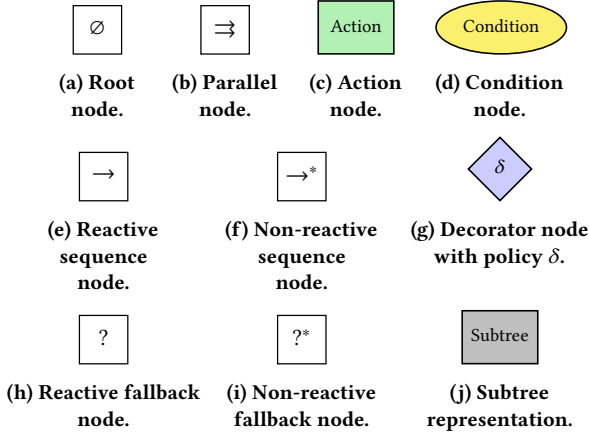 ∅ ⇉ Action Condition
(a) Root node. (b) Parallel node. (c) Action node. (d) Condition node.
→ →* δ
(e) Reactive sequence node. (f) Non-reactive sequence node. (g) Decorator node with policy δ.
? ?* Subtree
(h) Reactive fallback node. (i) Non-reactive fallback node. (j) Subtree representation.